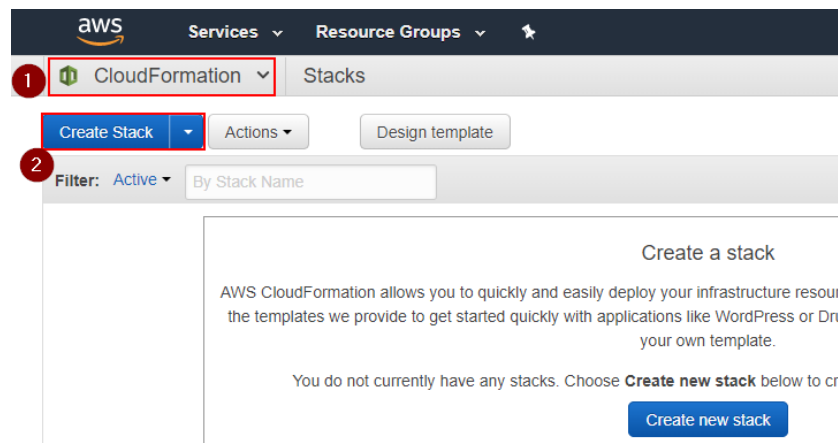 aws Services Resource Groups
1 CloudFormation Stacks
Create Stack Actions Design template
2
Filter: Active By Stack Name
Create a stack
AWS CloudFormation allows you to quickly and easily deploy your infrastructure resour
the templates we provide to get started quickly with applications like WordPress or Dru
your own template.
You do not currently have any stacks. Choose Create new stack below to cr
Create new stack